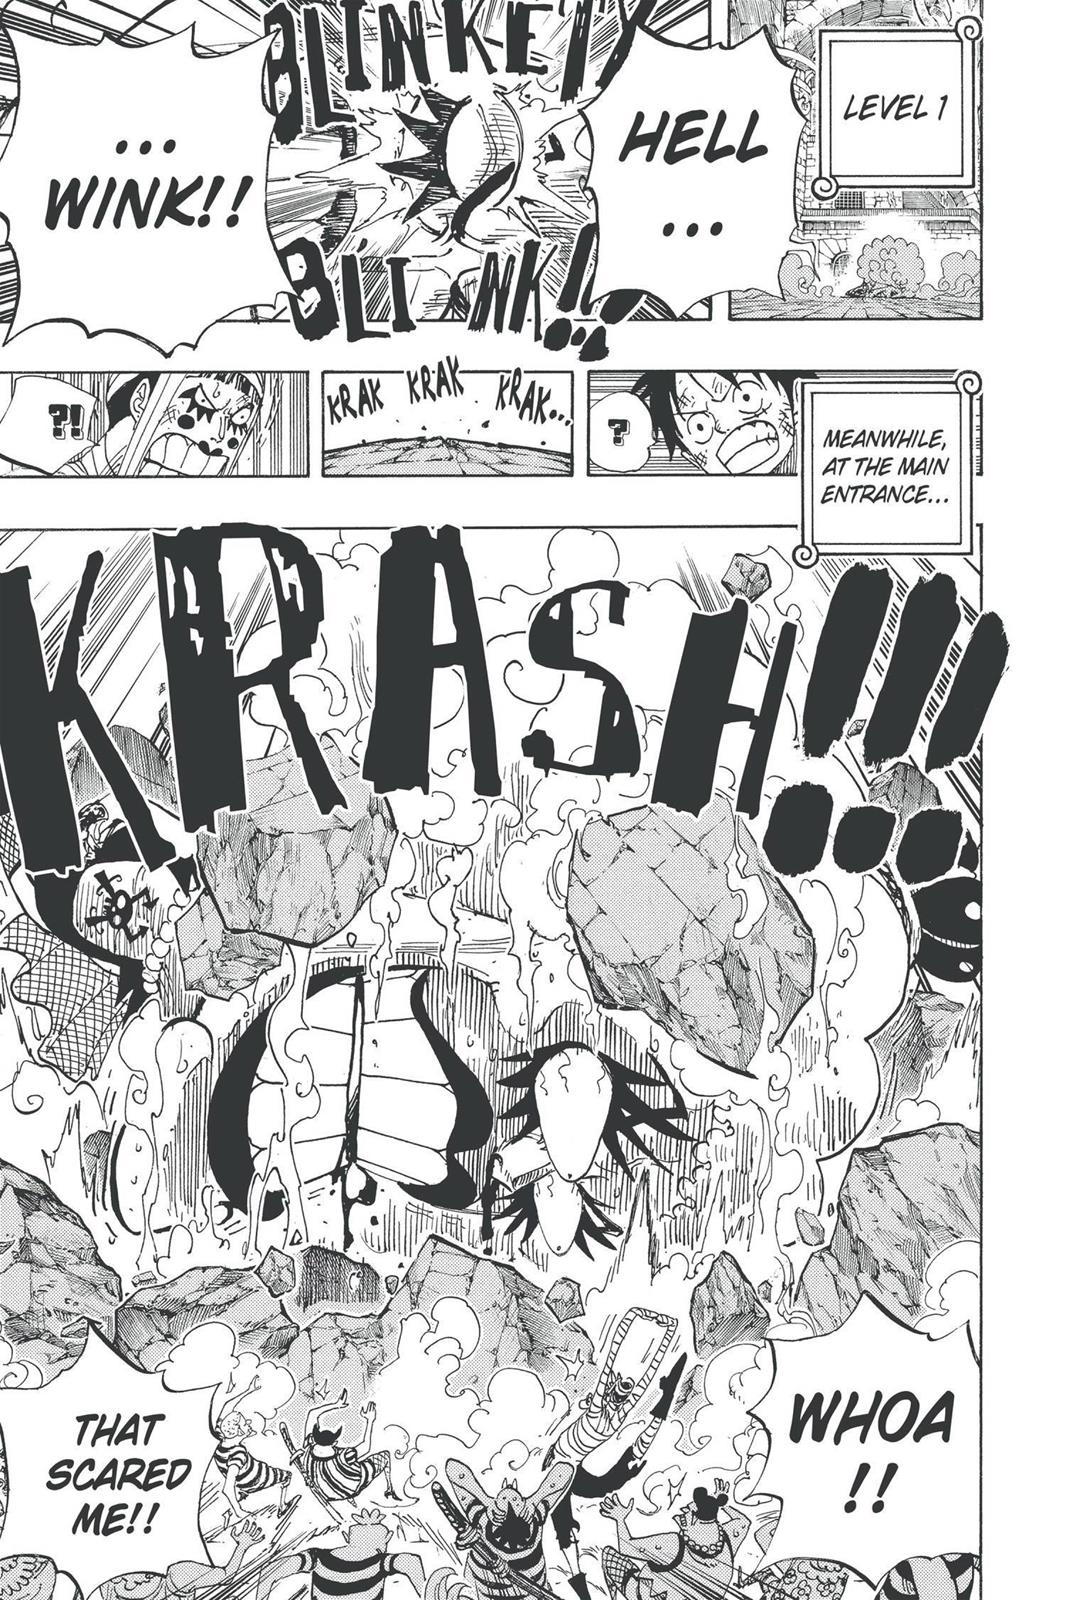 LEVEL 1
HELL
...
BLINKETY
BLINK!!
...
WINK!!
MEANWHILE,
AT THE MAIN
ENTRANCE...
?
KRAK KRAK KRAK...
?!
KRASH!!!
WHOA
!!
THAT
SCARED
ME!!